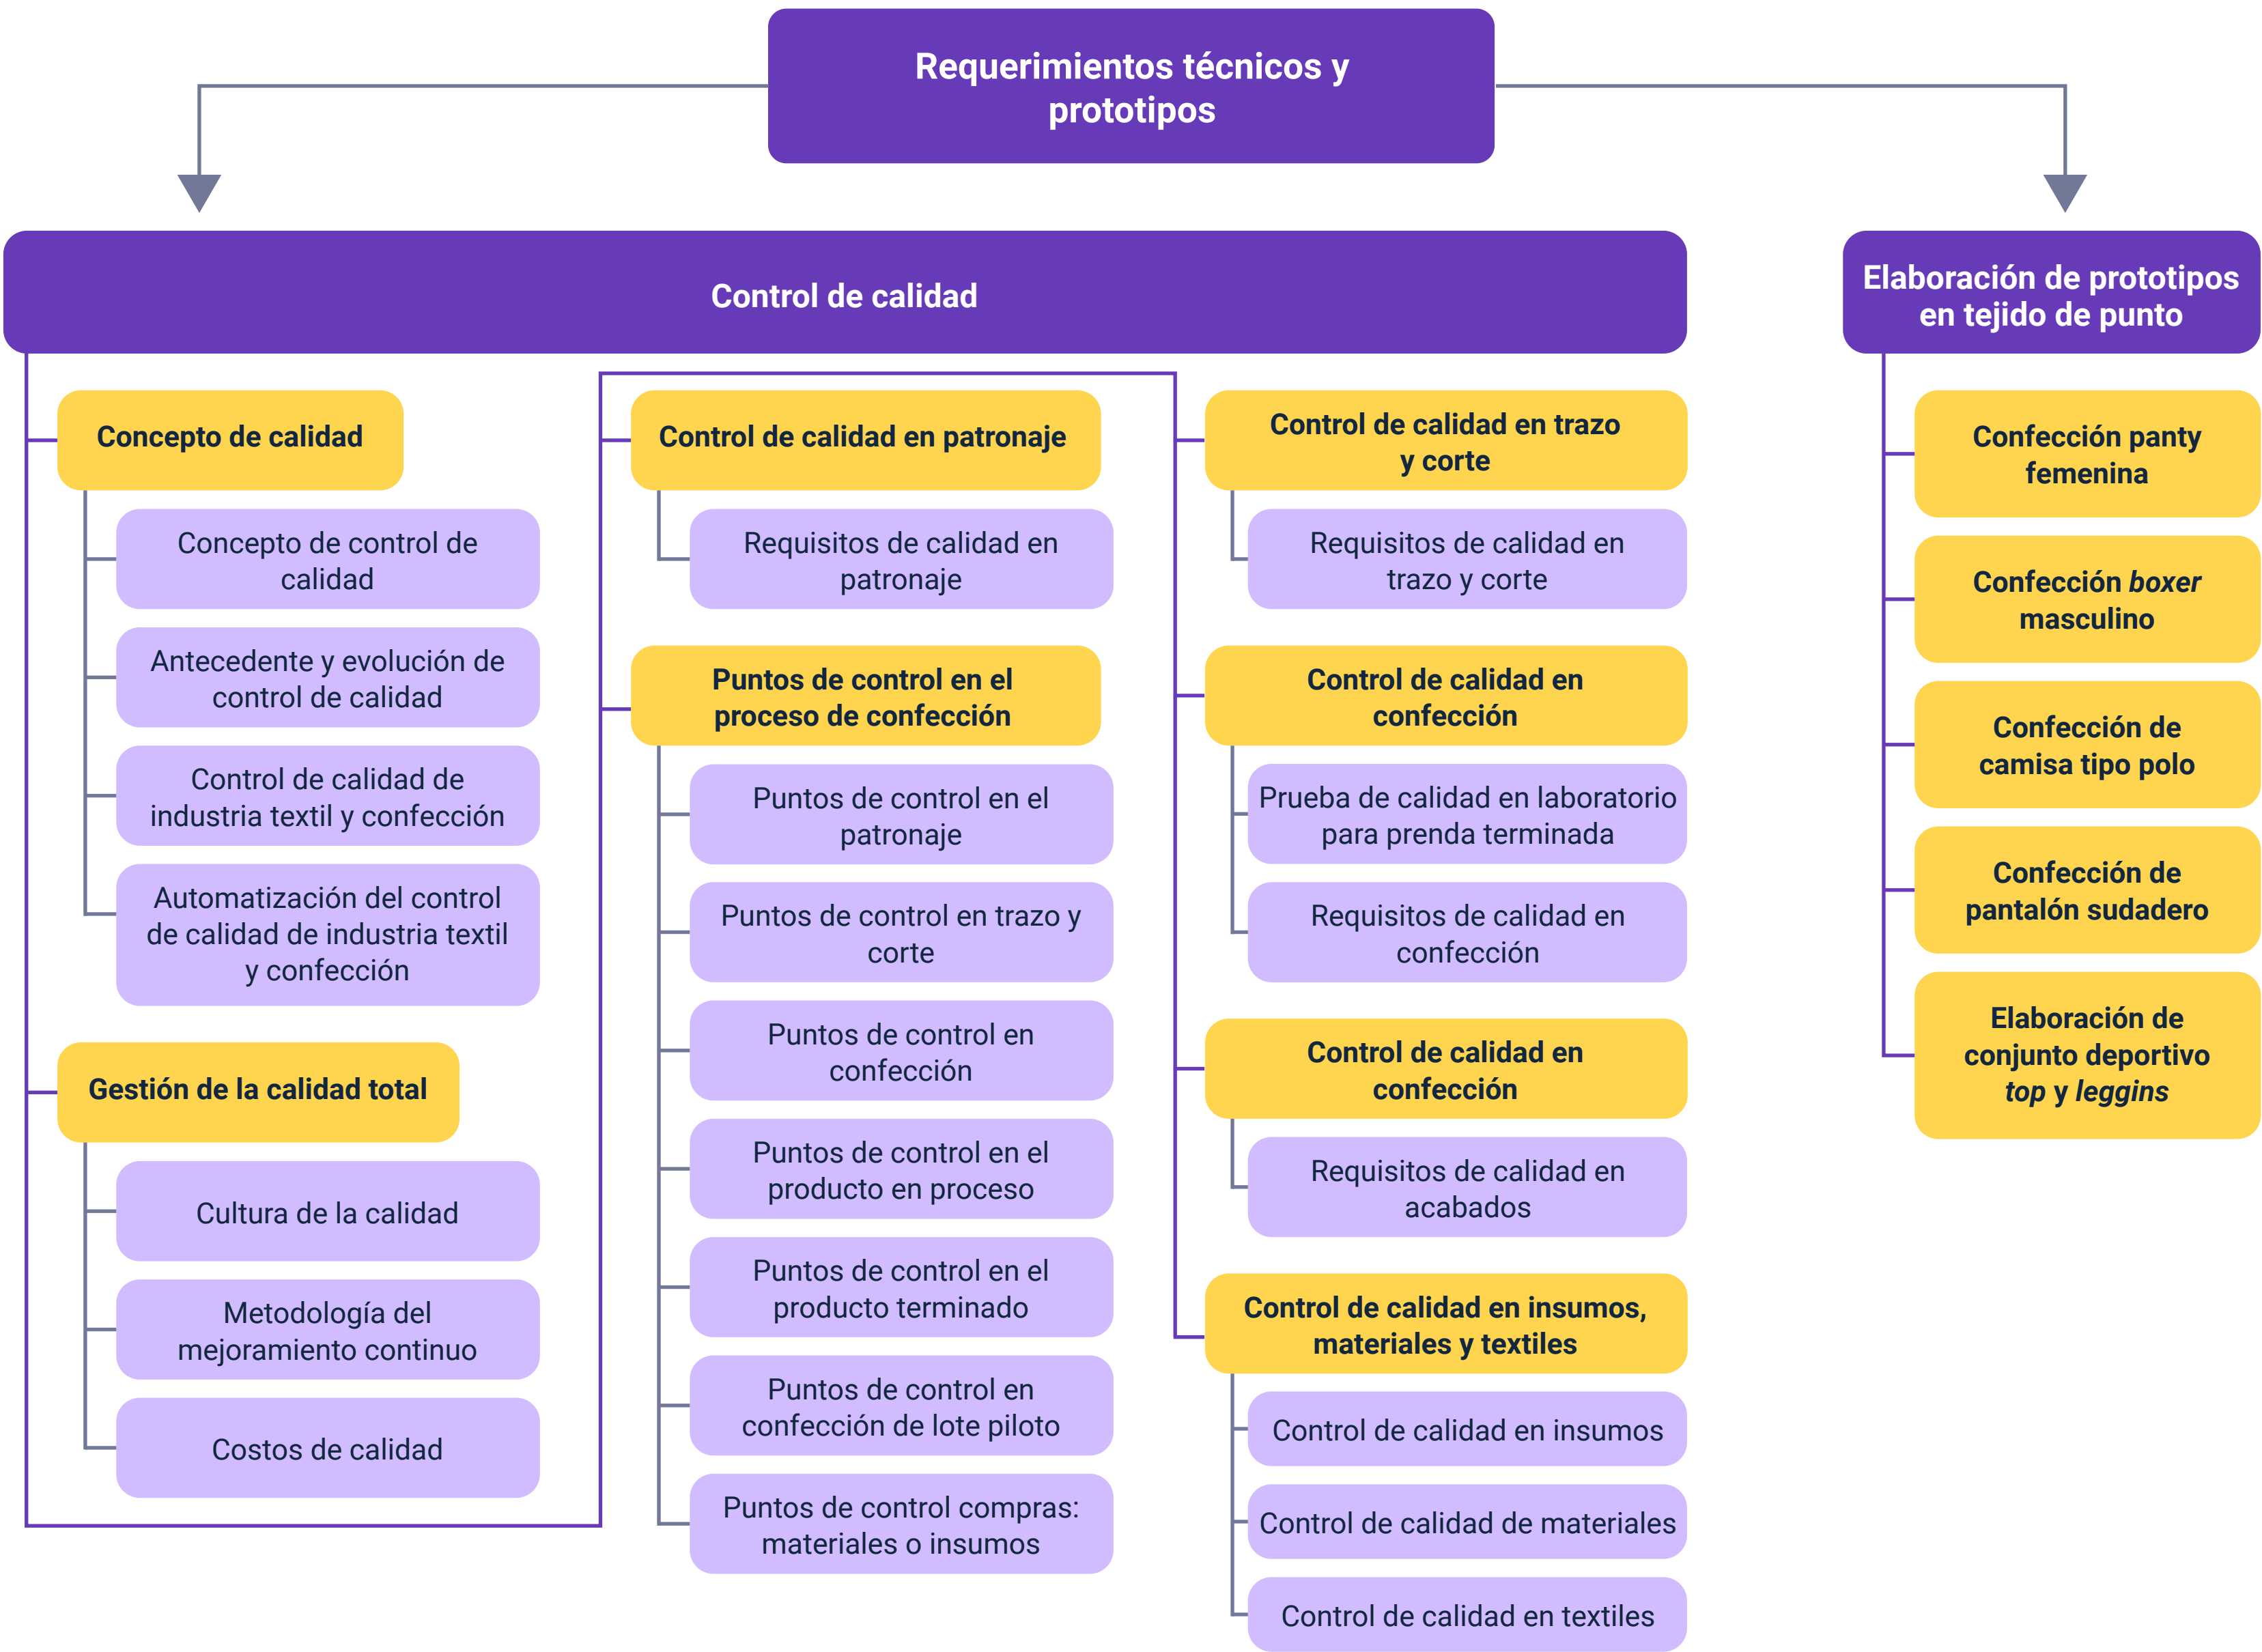 Requerimientos técnicos y
prototipos
Control de calidad
Concepto de calidad
Concepto de control de
calidad
Antecedente y evolución de
control de calidad
Control de calidad de
industria textil y confección
Automatización del control
de calidad de industria textil
y confección
Gestión de la calidad total
Cultura de la calidad
Metodología del
mejoramiento continuo
Costos de calidad
Control de calidad en patronaje
Requisitos de calidad en
patronaje
Puntos de control en el
proceso de confección
Puntos de control en el
patronaje
Puntos de control en trazo y
corte
Puntos de control en
confección
Puntos de control en el
producto en proceso
Puntos de control en el
producto terminado
Puntos de control en
confección de lote piloto
Puntos de control compras:
materiales o insumos
Control de calidad en trazo
y corte
Requisitos de calidad en
trazo y corte
Control de calidad en
confección
Prueba de calidad en laboratorio
para prenda terminada
Requisitos de calidad en
confección
Control de calidad en
confección
Requisitos de calidad en
acabados
Control de calidad en insumos,
materiales y textiles
Control de calidad en insumos
Control de calidad de materiales
Control de calidad en textiles
Elaboración de prototipos
en tejido de punto
Confección panty
femenina
Confección boxer
masculino
Confección de
camisa tipo polo
Confección de
pantalón sudadero
Elaboración de
conjunto deportivo
top y leggins